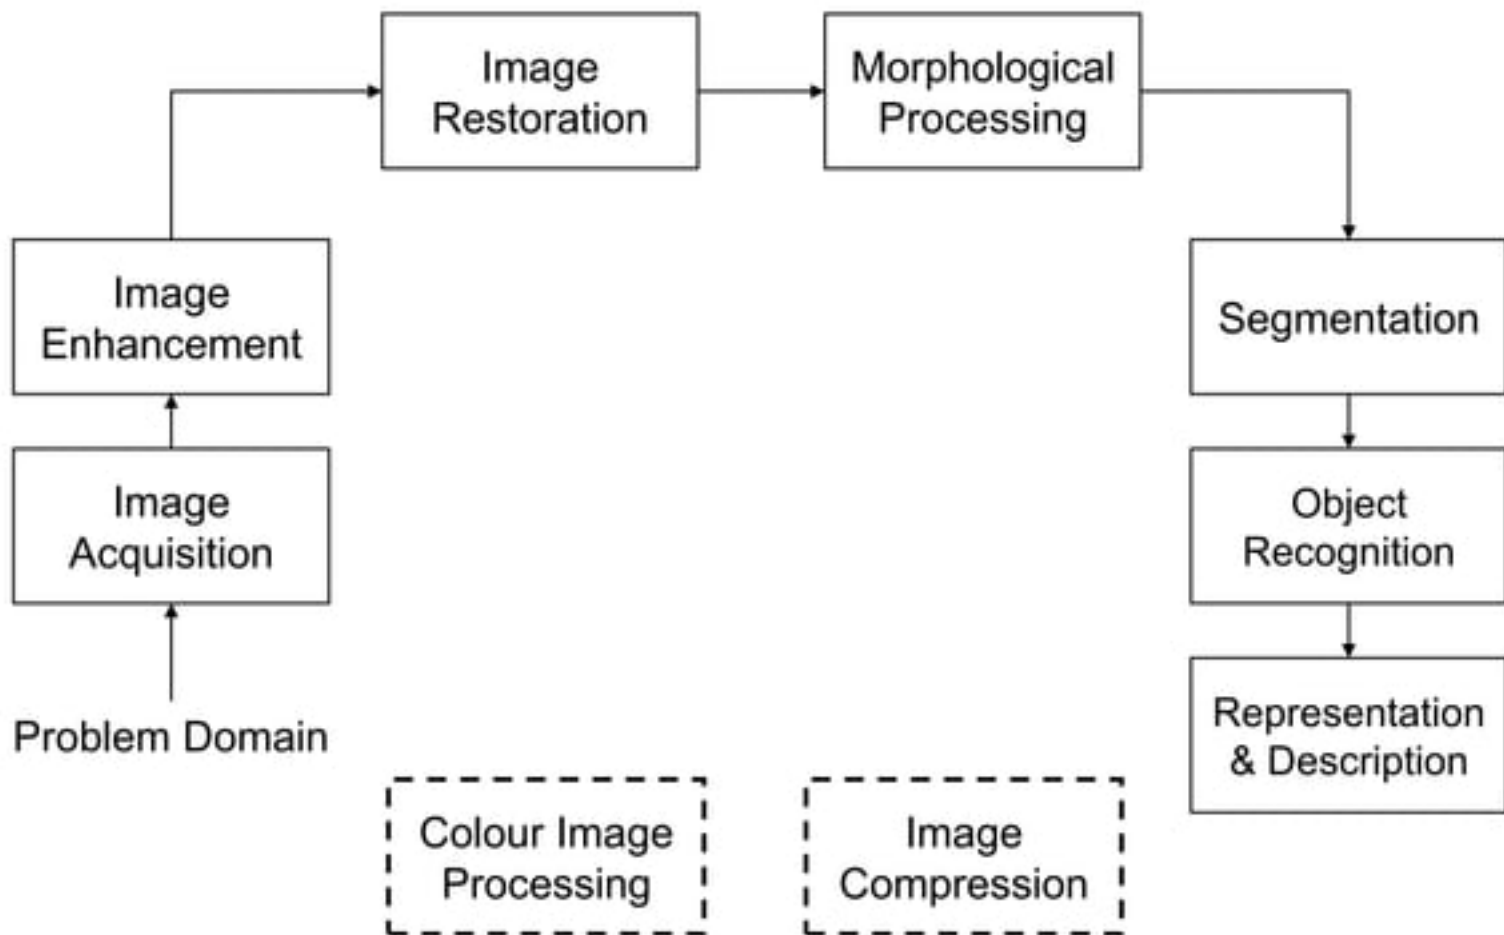 Image
Restoration
Morphological
Processing
Image
Enhancement
Segmentation
Image
Acquisition
Object
Recognition
Problem Domain
Representation
& Description
Colour Image
Processing
Image
Compression